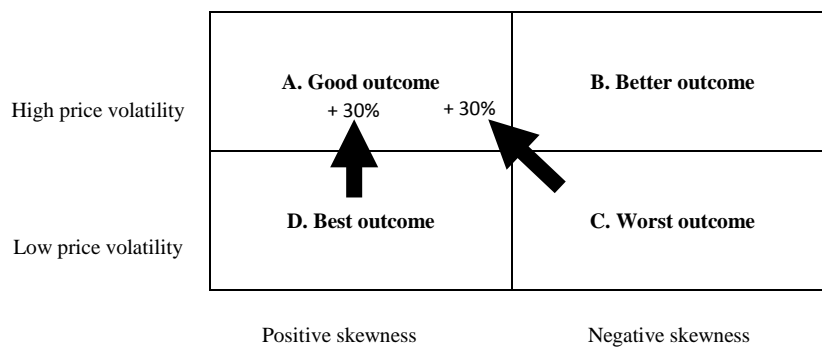 A. Good outcome
B. Better outcome
High price volatility
+ 30%
+ 30%
D. Best outcome
C. Worst outcome
Low price volatility
Positive skewness
Negative skewness